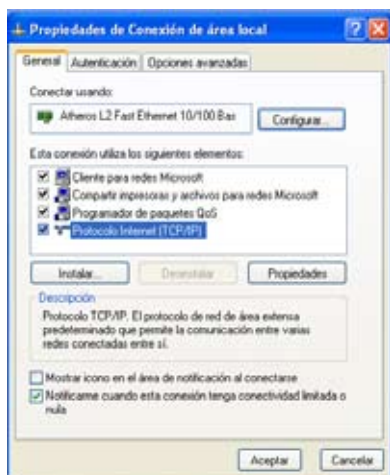 Propiedades de Conexión de área local
General
Autenticación
Opciones avanzadas
Conectar usando:
Atheros L2 Fast Ethernet 10/100 Bas
Configurar...
Esta conexión utiliza los siguientes elementos:
Cliente para redes Microsoft
Compartir impresoras y archivos para redes Microsoft
Programador de paquetes QoS
Protocolo Internet (TCP/IP)
Instalar...
Desinstalar
Propiedades
Descripción
Protocolo TCP/IP. El protocolo de red de área extensa
predeterminado que permite la comunicación entre varias
redes conectadas entre sí.
Mostrar icono en el área de notificación al conectarse
Notificarme cuando esta conexión tenga conectividad limitada o
nula
Aceptar
Cancelar